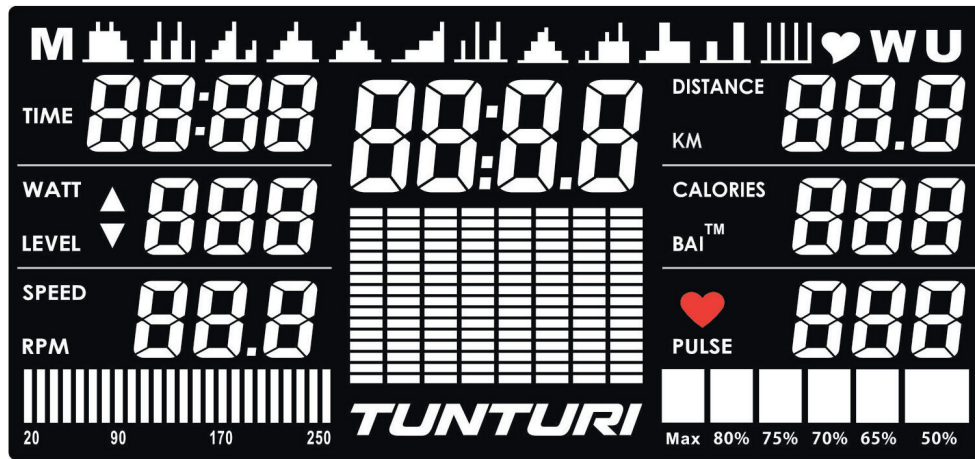 M W U
TIME 88:88
88:8.8
DISTANCE
KM
88.8
WATT
LEVEL
888
CALORIES
BAI™
888
SPEED
RPM
88.8
PULSE
888
20 90 170 250
TUNTURI
Max 80% 75% 70% 65% 50%